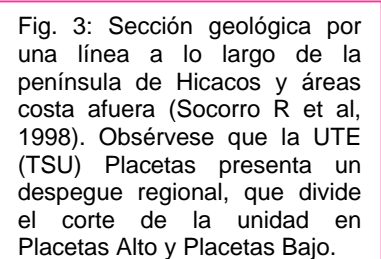 Fig. 3: Sección geológica por
una línea a lo largo de la
península de Hicacos y áreas
costa afuera (Socorro R et al,
1998). Obsérvese que la UTE
(TSU) Placetas presenta un
despegue regional, que divide
el corte de la unidad en
Placetas Alto y Placetas Bajo.